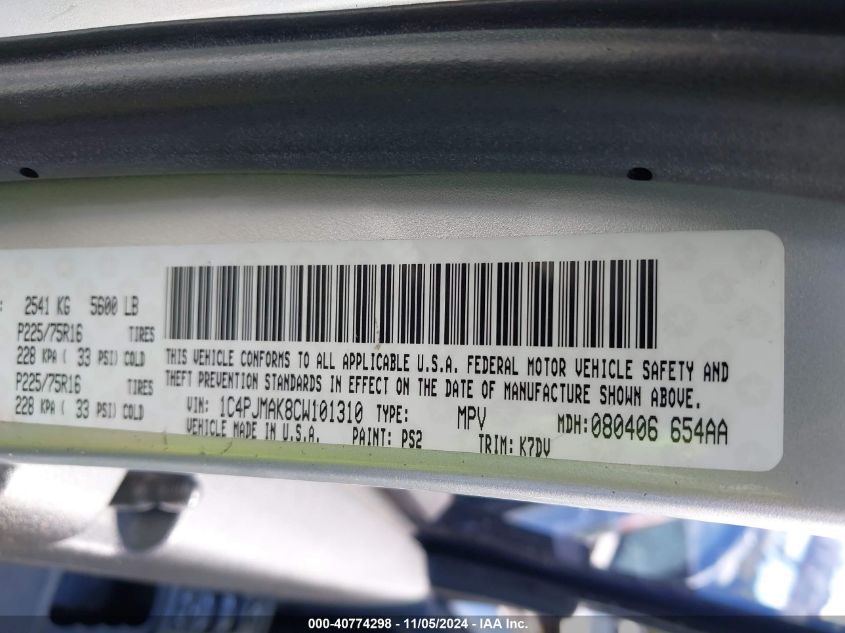 : 2541 KG 5600 LB
P225/75R16 TIRES
228 KPA ( 33 PSI) COLD
P225/75R16 TIRES
228 KPA ( 33 PSI) COLD
THIS VEHICLE CONFORMS TO ALL APPLICABLE U.S.A. FEDERAL MOTOR VEHICLE SAFETY AND
THEFT PREVENTION STANDARDS IN EFFECT ON THE DATE OF MANUFACTURE SHOWN ABOVE.
VIN: 1C4PJMAK8CW101310 TYPE: MPV MDH:080406 654AA
VEHICLE MADE IN U.S.A. PAINT: PS2 TRIM: K7DV
000-40774298 - 11/05/2024 - IAA Inc.